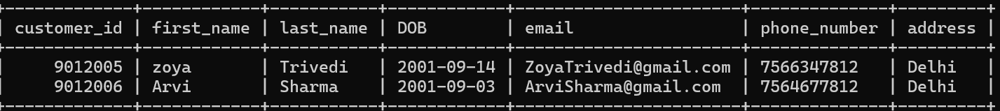 +-------------+------------+-----------+------------+-----------------------+--------------+---------+
| customer_id | first_name | last_name | DOB        | email                 | phone_number | address |
+-------------+------------+-----------+------------+-----------------------+--------------+---------+
|     9012005 | zoya       | Trivedi   | 2001-09-14 | ZoyaTrivedi@gmail.com | 7566347812   | Delhi   |
|     9012006 | Arvi       | Sharma    | 2001-09-03 | ArviSharma@gmail.com  | 7564677812   | Delhi   |
+-------------+------------+-----------+------------+-----------------------+--------------+---------+